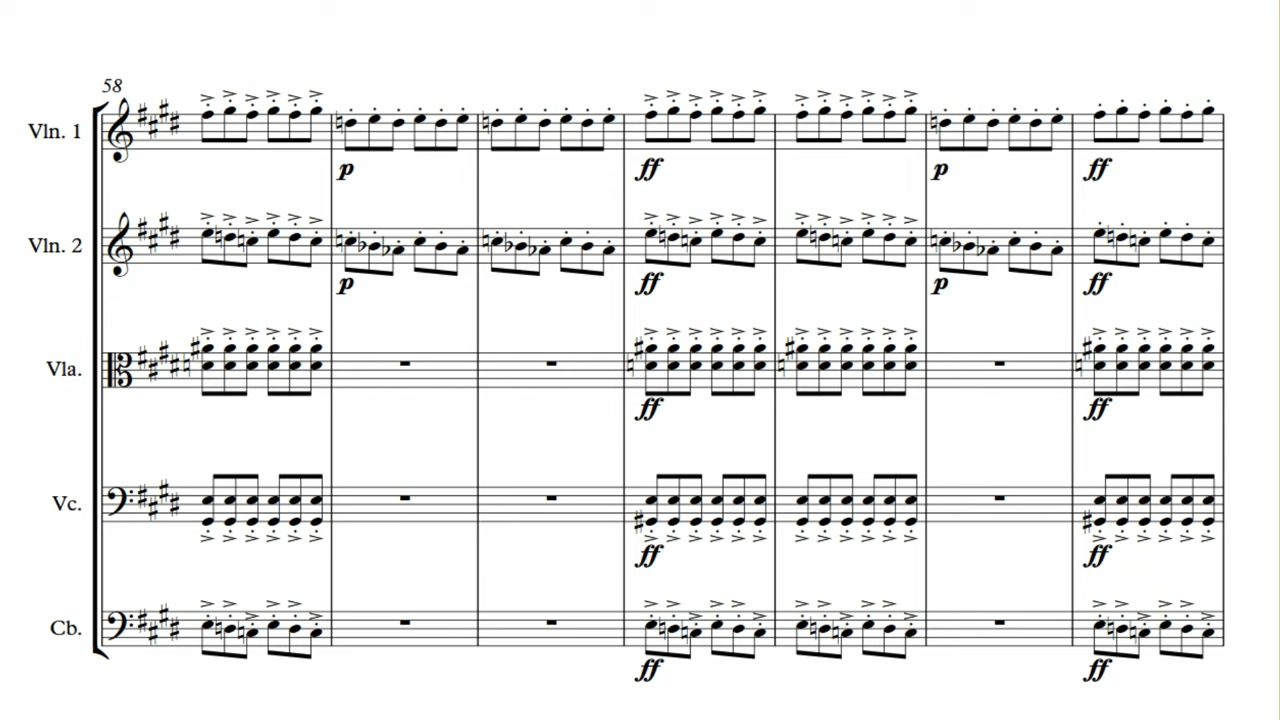 58
Vln. 1
p ff p ff
Vln. 2
p ff p ff
Vla.
ff ff
Vc.
ff ff
Cb.
ff ff